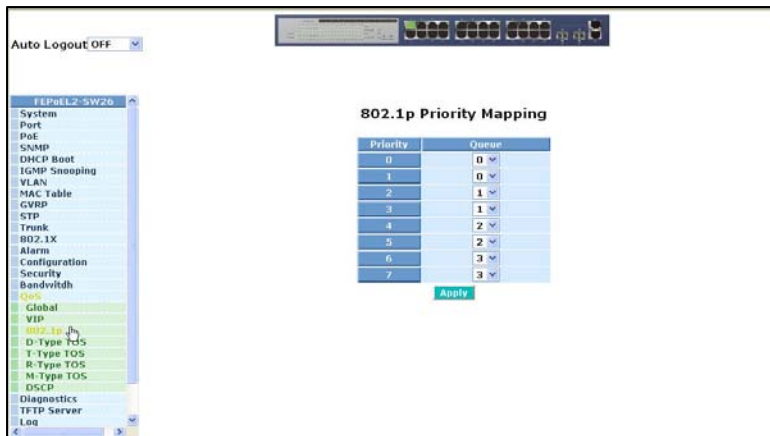 Auto Logout OFF
FEPoEL2-SW26
System
Port
PoE
SNMP
DHCP Boot
IGMP Snooping
VLAN
MAC Table
GVRP
STP
Trunk
802.1X
Alarm
Configuration
Security
Bandwitdh
QoS
Global
VIP
802.1p
D-Type TOS
T-Type TOS
R-Type TOS
M-Type TOS
DSCP
Diagnostics
TFTP Server
Log
802.1p Priority Mapping
Priority Queue
0 0
1 0
2 1
3 1
4 2
5 2
6 3
7 3
Apply